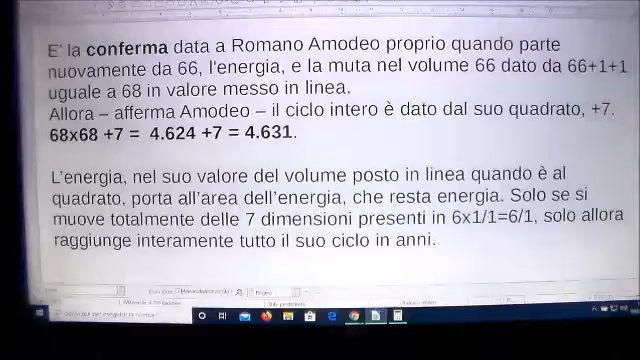 E' la conferma data a Romano Amodeo proprio quando parte
nuovamente da 66, l'energia, e la muta nel volume 66 dato da 66+1+1
uguale a 68 in valore messo in linea.
Allora – afferma Amodeo – il ciclo intero è dato dal suo quadrato, +7.
68x68 +7 = 4.624 +7 = 4.631.
L'energia, nel suo valore del volume posto in linea quando è al
quadrato, porta all'area dell'energia, che resta energia. Solo se si
muove totalmente delle 7 dimensioni presenti in 6x1/1=6/1, solo allora
raggiunge interamente tutto il suo ciclo in anni.